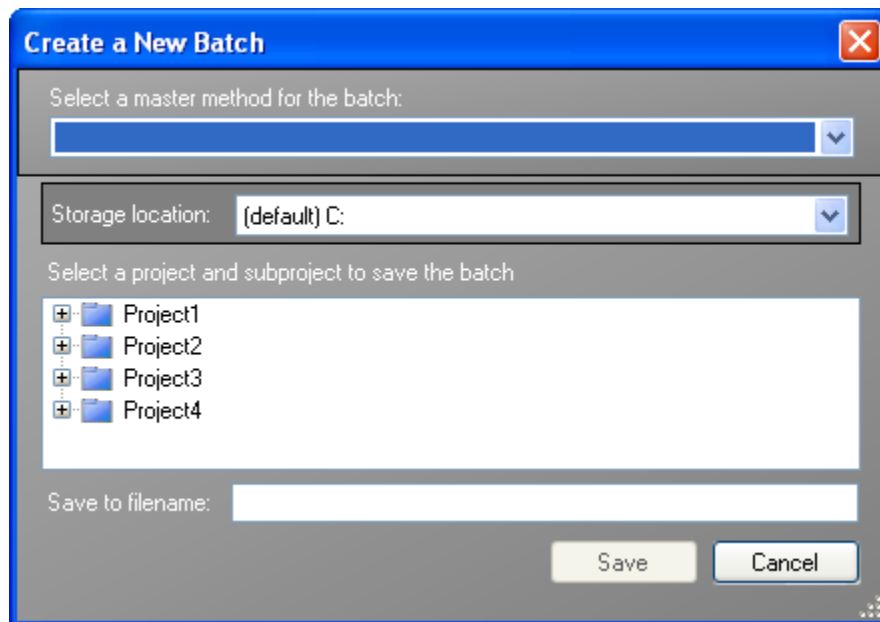 Create a New Batch
Select a master method for the batch:
Storage location: (default) C:
Select a project and subproject to save the batch
Project1
Project2
Project3
Project4
Save to filename:
Save Cancel